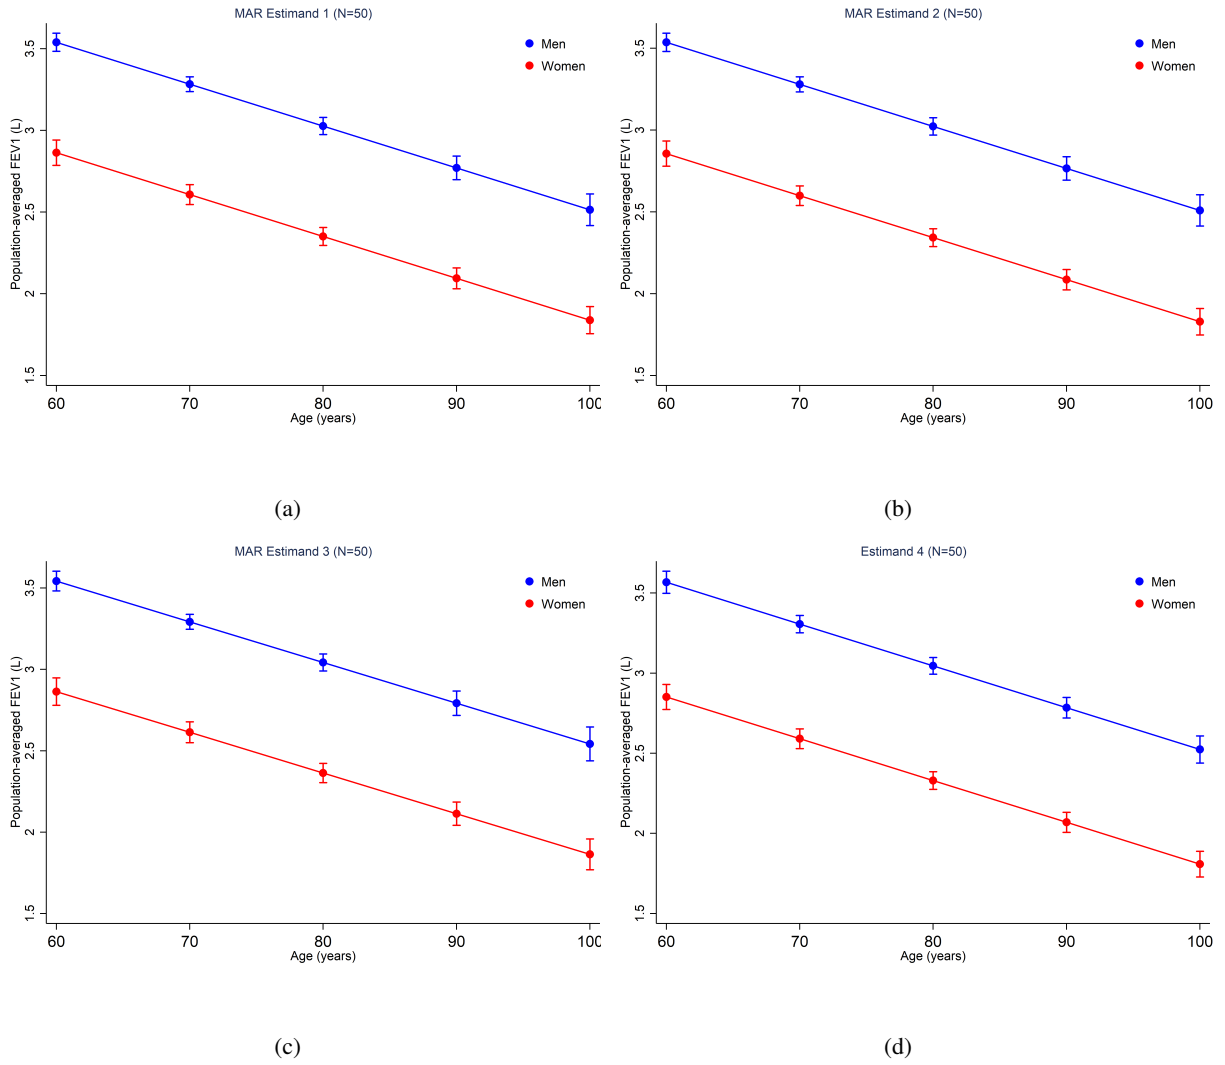 MAR Estimand 1 (N=50)
Men
Women
Population-averaged FEV1 (L)
3.5
3
2.5
2
1.5
60 70 80 90 100
Age (years)
(a)
MAR Estimand 2 (N=50)
Men
Women
Population-averaged FEV1 (L)
3.5
3
2.5
2
1.5
60 70 80 90 100
Age (years)
(b)
MAR Estimand 3 (N=50)
Men
Women
Population-averaged FEV1 (L)
3.5
3
2.5
2
1.5
60 70 80 90 100
Age (years)
(c)
Estimand 4 (N=50)
Men
Women
Population-averaged FEV1 (L)
3.5
3
2.5
2
1.5
60 70 80 90 100
Age (years)
(d)